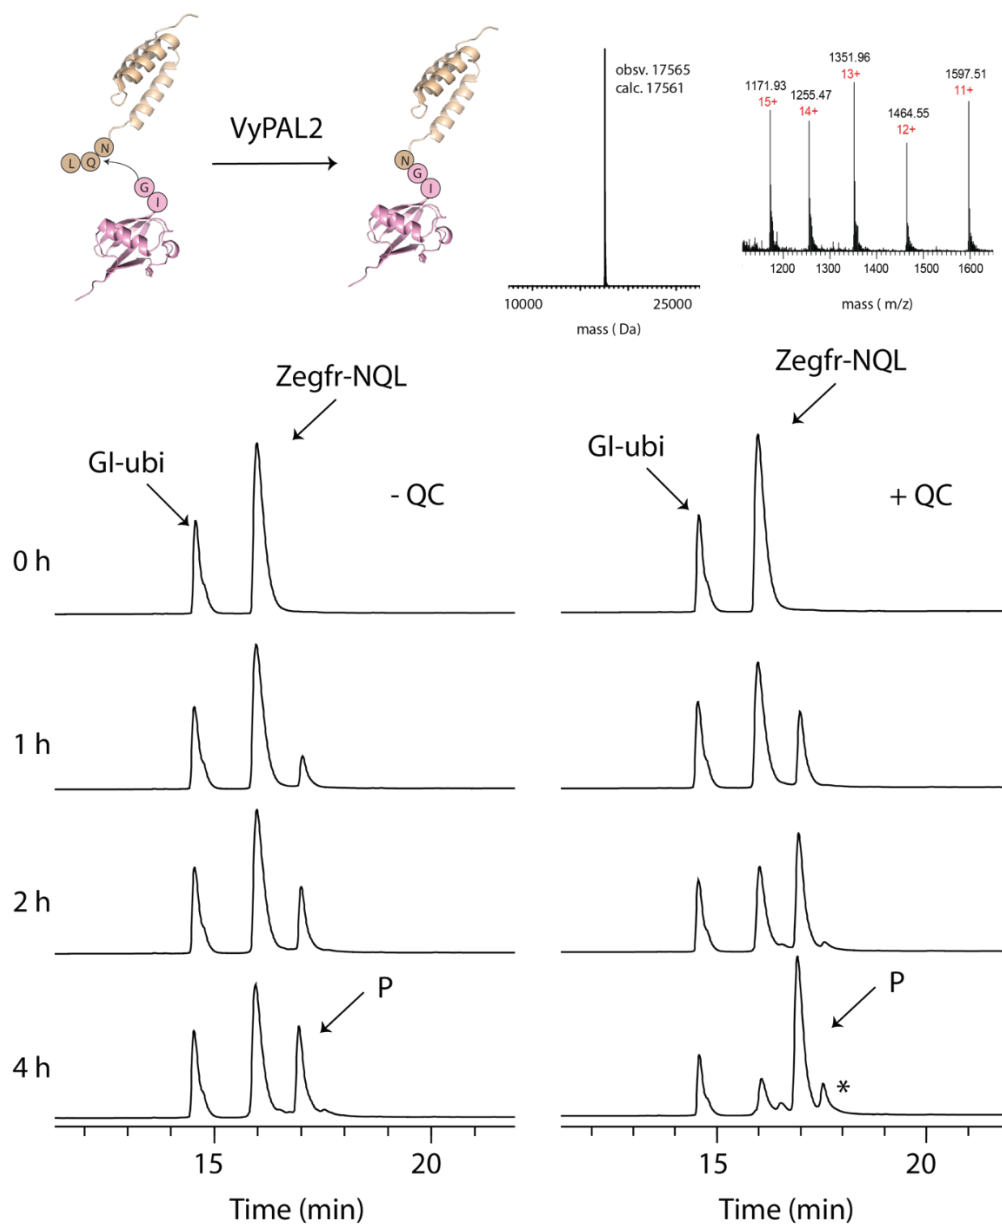 VyPAL2
L Q N
G
I
N
G
I
obsv. 17565
calc. 17561
10000 25000
mass ( Da)
1171.93
15+
1255.47
14+
1351.96
13+
1464.55
12+
1597.51
11+
1200 1300 1400 1500 1600
mass ( m/z)
Zegfr-NQL
GI-ubi
- QC
Zegfr-NQL
GI-ubi
+ QC
0 h
1 h
2 h
4 h
P
P
*
15 20
Time (min)
15 20
Time (min)